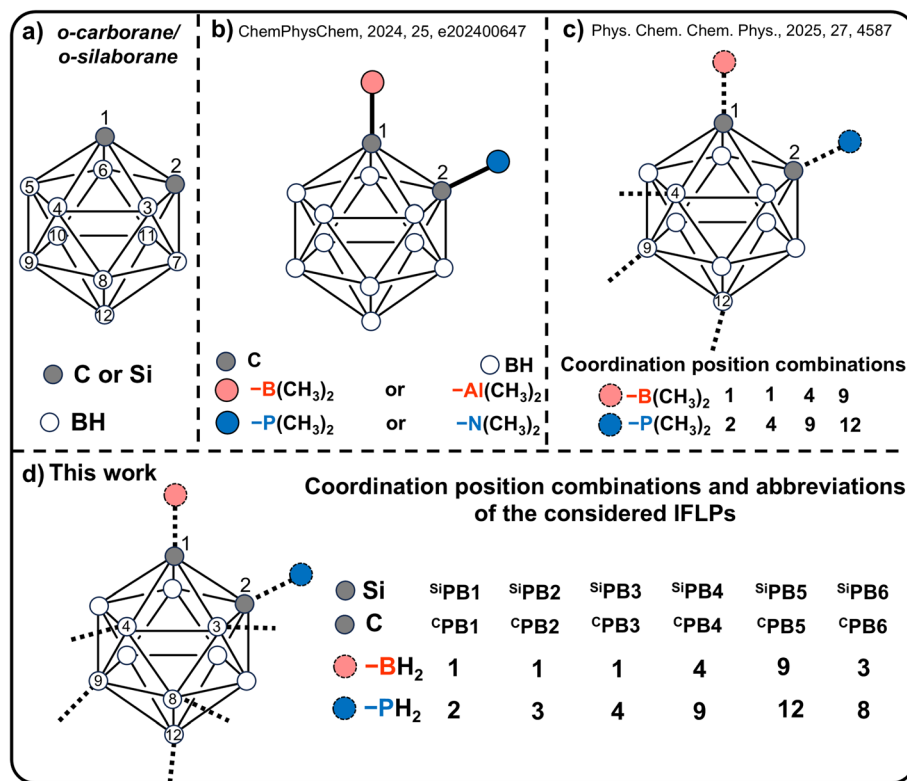 a) o-carborane/
o-silaborane
1
2
6
5
4
3
10
11
9
7
8
12
C or Si
BH
b) ChemPhysChem, 2024, 25, e202400647
1
2
C
BH
−B(CH₃)₂ or −Al(CH₃)₂
−P(CH₃)₂ or −N(CH₃)₂
c) Phys. Chem. Chem. Phys., 2025, 27, 4587
1
2
4
9
12
Coordination position combinations:
−B(CH₃)₂ 1 1 4 9
−P(CH₃)₂ 2 4 9 12
d) This work
1
2
4
3
9
8
12
Coordination position combinations and abbreviations
of the considered IFLPs
Si ˢⁱPB1 ˢⁱPB2 ˢⁱPB3 ˢⁱPB4 ˢⁱPB5 ˢⁱPB6
C ᶜPB1 ᶜPB2 ᶜPB3 ᶜPB4 ᶜPB5 ᶜPB6
−BH₂ 1 1 1 4 9 3
−PH₂ 2 3 4 9 12 8